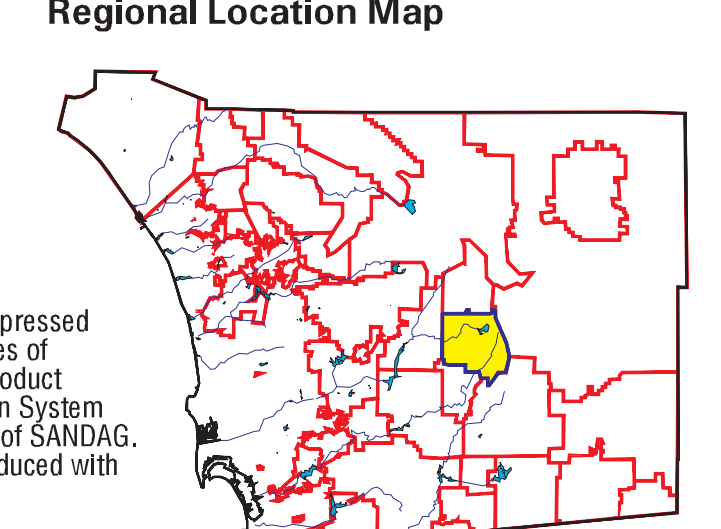 Regional Location Map
pressed
es of
oduct
n System
of SANDAG.
duced with